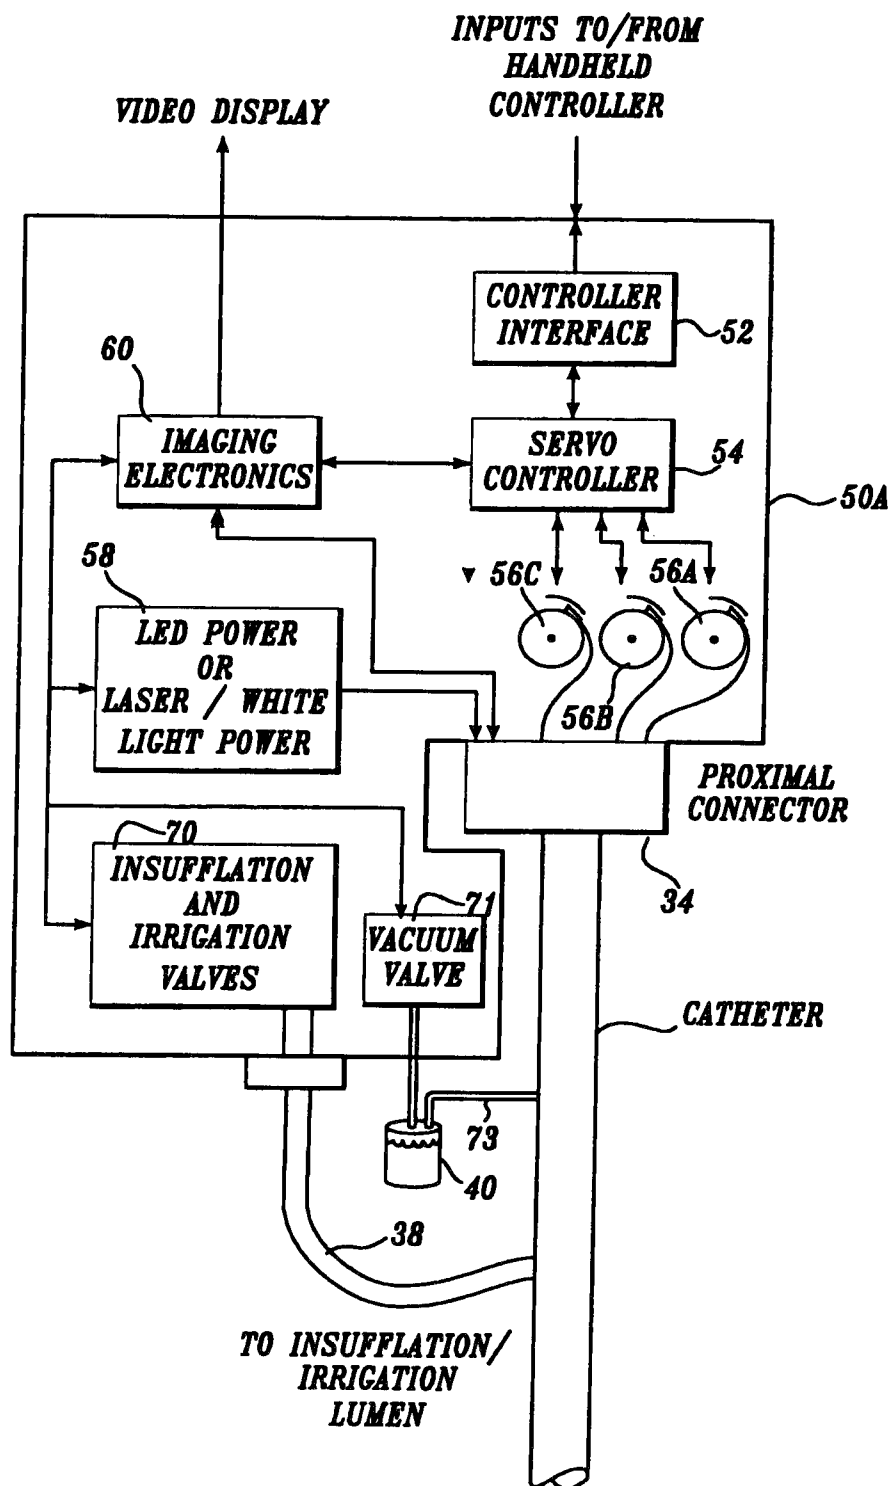 INPUTS TO/FROM
HANDHELD
CONTROLLER
VIDEO DISPLAY
CONTROLLER
INTERFACE
52
60
IMAGING
ELECTRONICS
SERVO
CONTROLLER
54
50A
58
56C
56A
LED POWER
OR
LASER / WHITE
LIGHT POWER
56B
PROXIMAL
CONNECTOR
34
70
INSUFFLATION
AND
IRRIGATION
VALVES
71
VACUUM
VALVE
CATHETER
73
40
38
TO INSUFFLATION/
IRRIGATION
LUMEN